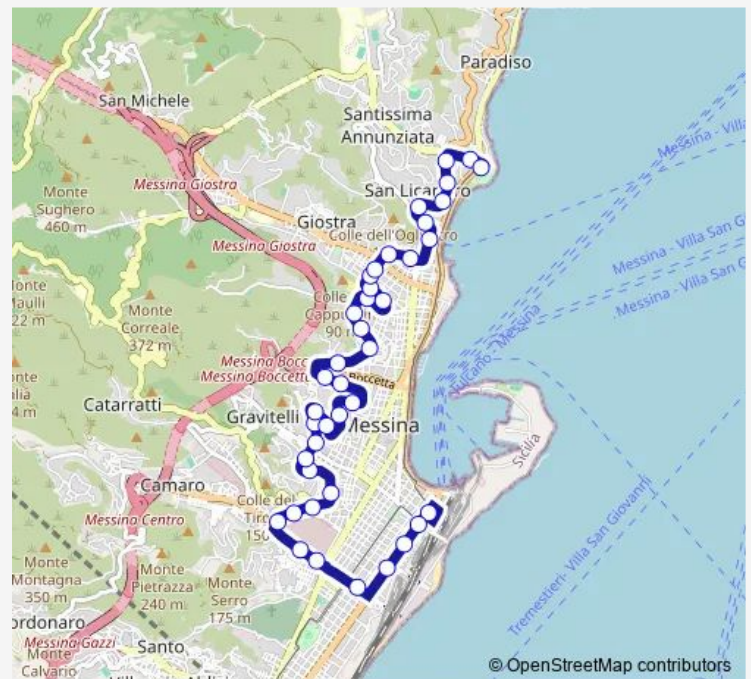 Paradiso
San Michele
Santissima
Annunziata
Messina - Villa
Messina Giostra
Monte
Sughero
460 m
San Licandro
Giostra
Colle dell'Ogliastro
Messina - Villa San G
Messina Giostra
Messina - Villa San G
Monte
Maulli
22 m
Monte
Correale
372 m
Colle
Cappuccini
90 m
Messina Bocc
Messina Boccetta
Boccetta
Catarratti
Gravitelli
Messina
Sicilia
Camaro
Colle del
Tiro
150
Messina Centro
Tremestieri- Villa San Giovanni
Monte
Montagna
350 m
Monte
Pietrazza
240 m
Monte
Serro
175 m
ordonaro
Messina-Gazzi
Monte
Calvario
Santo
© OpenStreetMap contributors